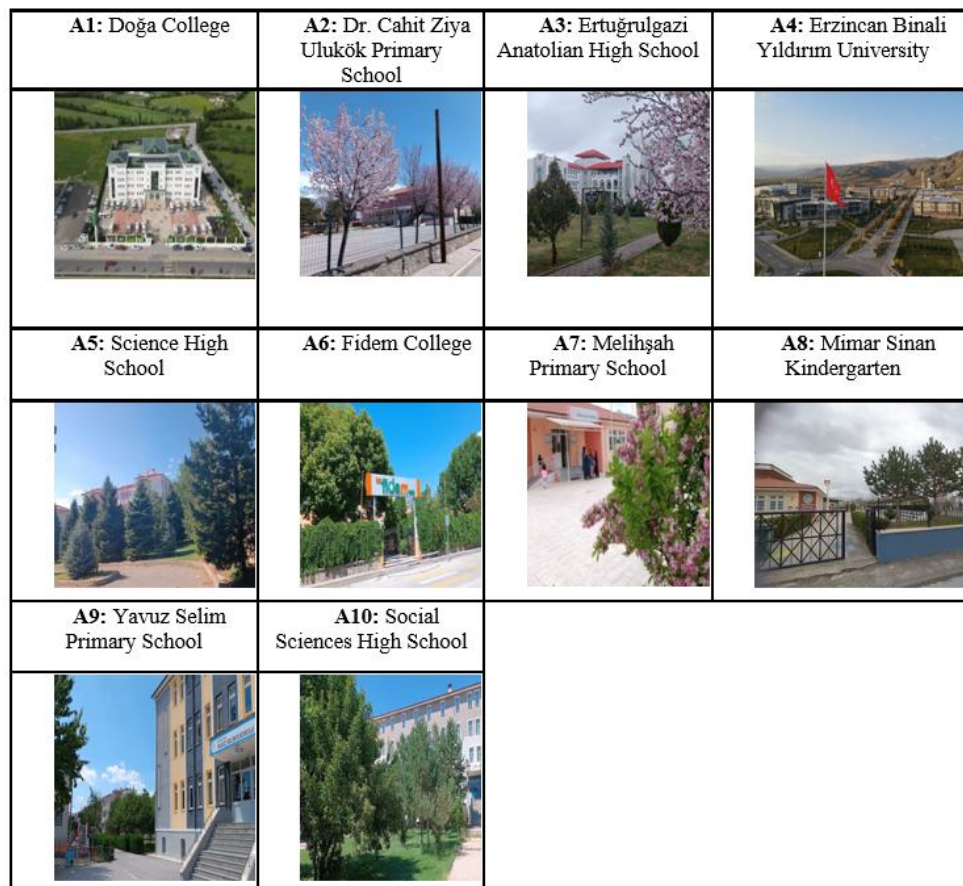 A1: Doğa College
A2: Dr. Cahit Ziya
Ulukök Primary
School
A3: Ertuğrulgazi
Anatolian High School
A4: Erzincan Binali
Yıldırım University
A5: Science High
School
A6: Fidem College
A7: Melihşah
Primary School
A8: Mimar Sinan
Kindergarten
fidem
A9: Yavuz Selim
Primary School
A10: Social
Sciences High School